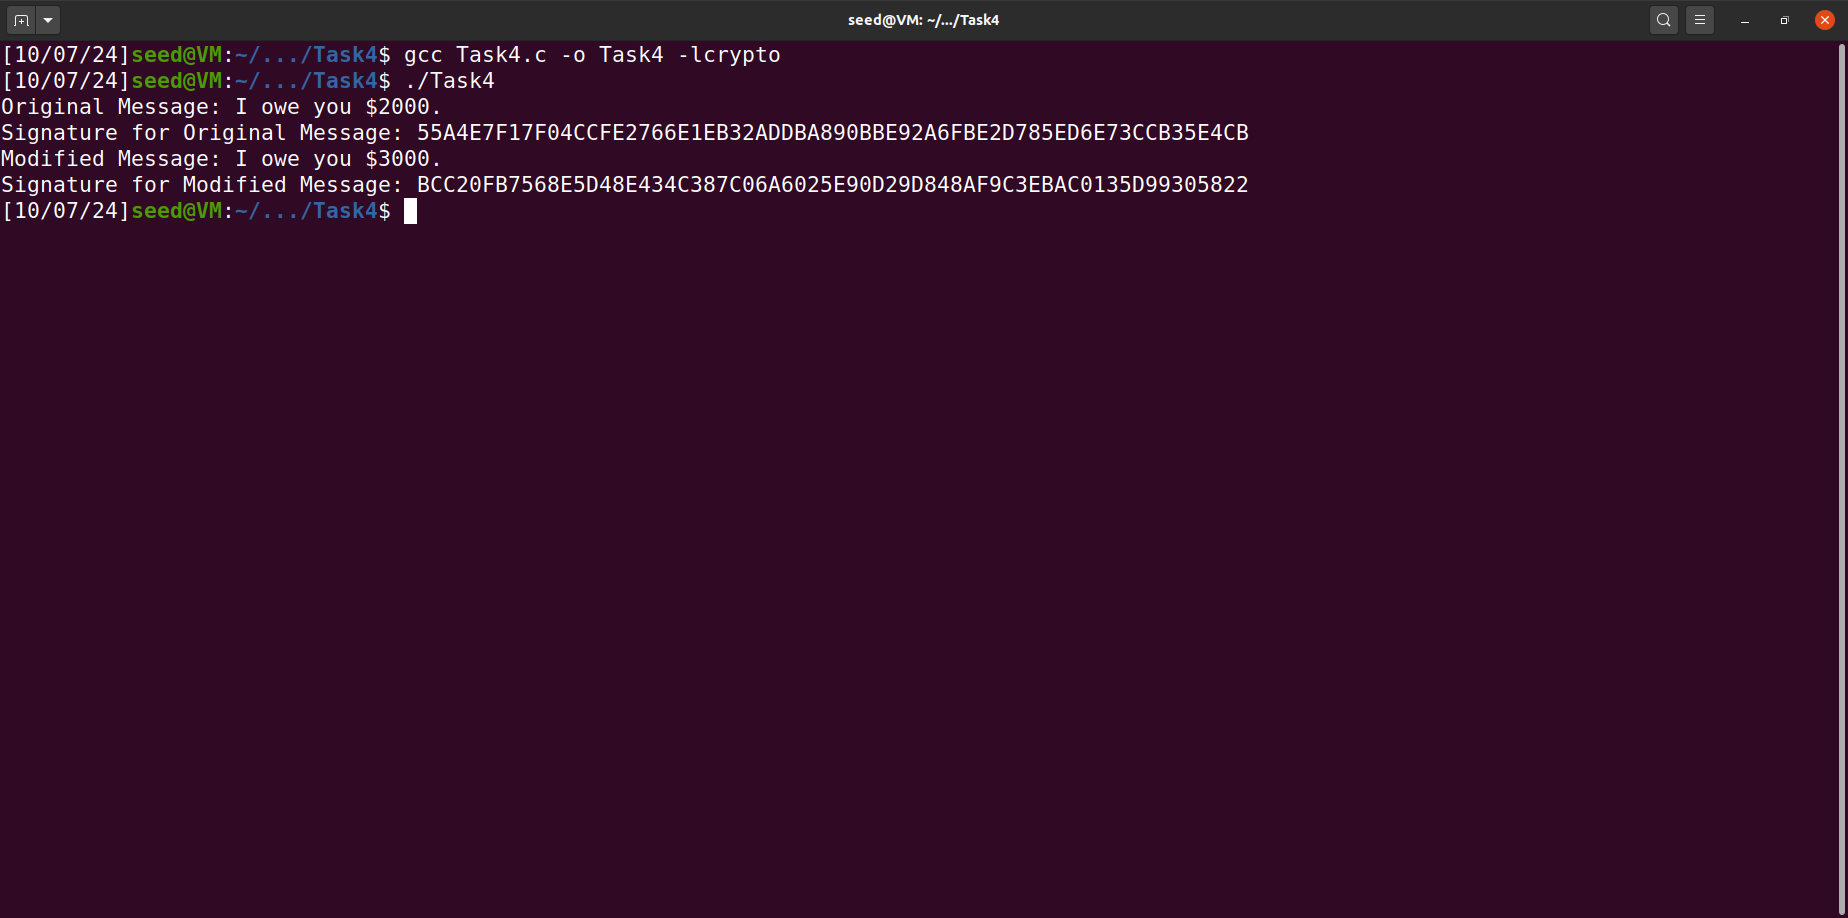 seed@VM: ~/.../Task4
[10/07/24]seed@VM:~/.../Task4$ gcc Task4.c -o Task4 -lcrypto
[10/07/24]seed@VM:~/.../Task4$ ./Task4
Original Message: I owe you $2000.
Signature for Original Message: 55A4E7F17F04CCFE2766E1EB32ADDBA890BBE92A6FBE2D785ED6E73CCB35E4CB
Modified Message: I owe you $3000.
Signature for Modified Message: BCC20FB7568E5D48E434C387C06A6025E90D29D848AF9C3EBAC0135D99305822
[10/07/24]seed@VM:~/.../Task4$